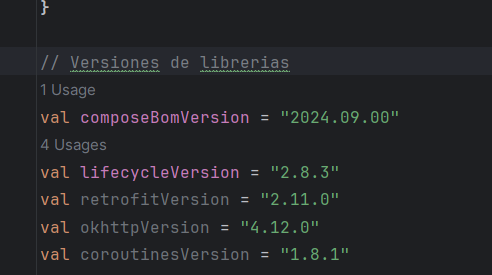 }
// Versiones de librerias
1 Usage
val composeBomVersion = "2024.09.00"
4 Usages
val lifecycleVersion = "2.8.3"
val retrofitVersion = "2.11.0"
val okhttpVersion = "4.12.0"
val coroutinesVersion = "1.8.1"